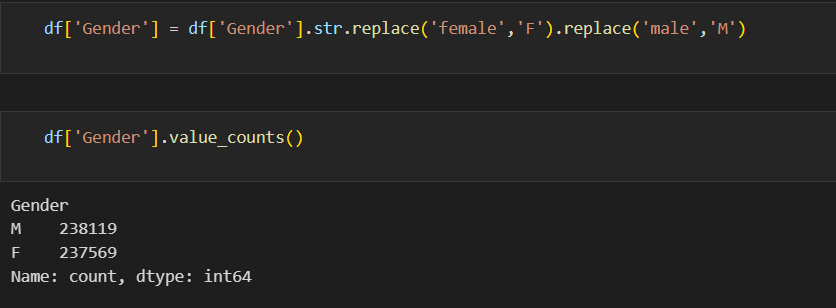 df['Gender'] = df['Gender'].str.replace('female','F').replace('male','M')
df['Gender'].value_counts()
Gender
M    238119
F    237569
Name: count, dtype: int64